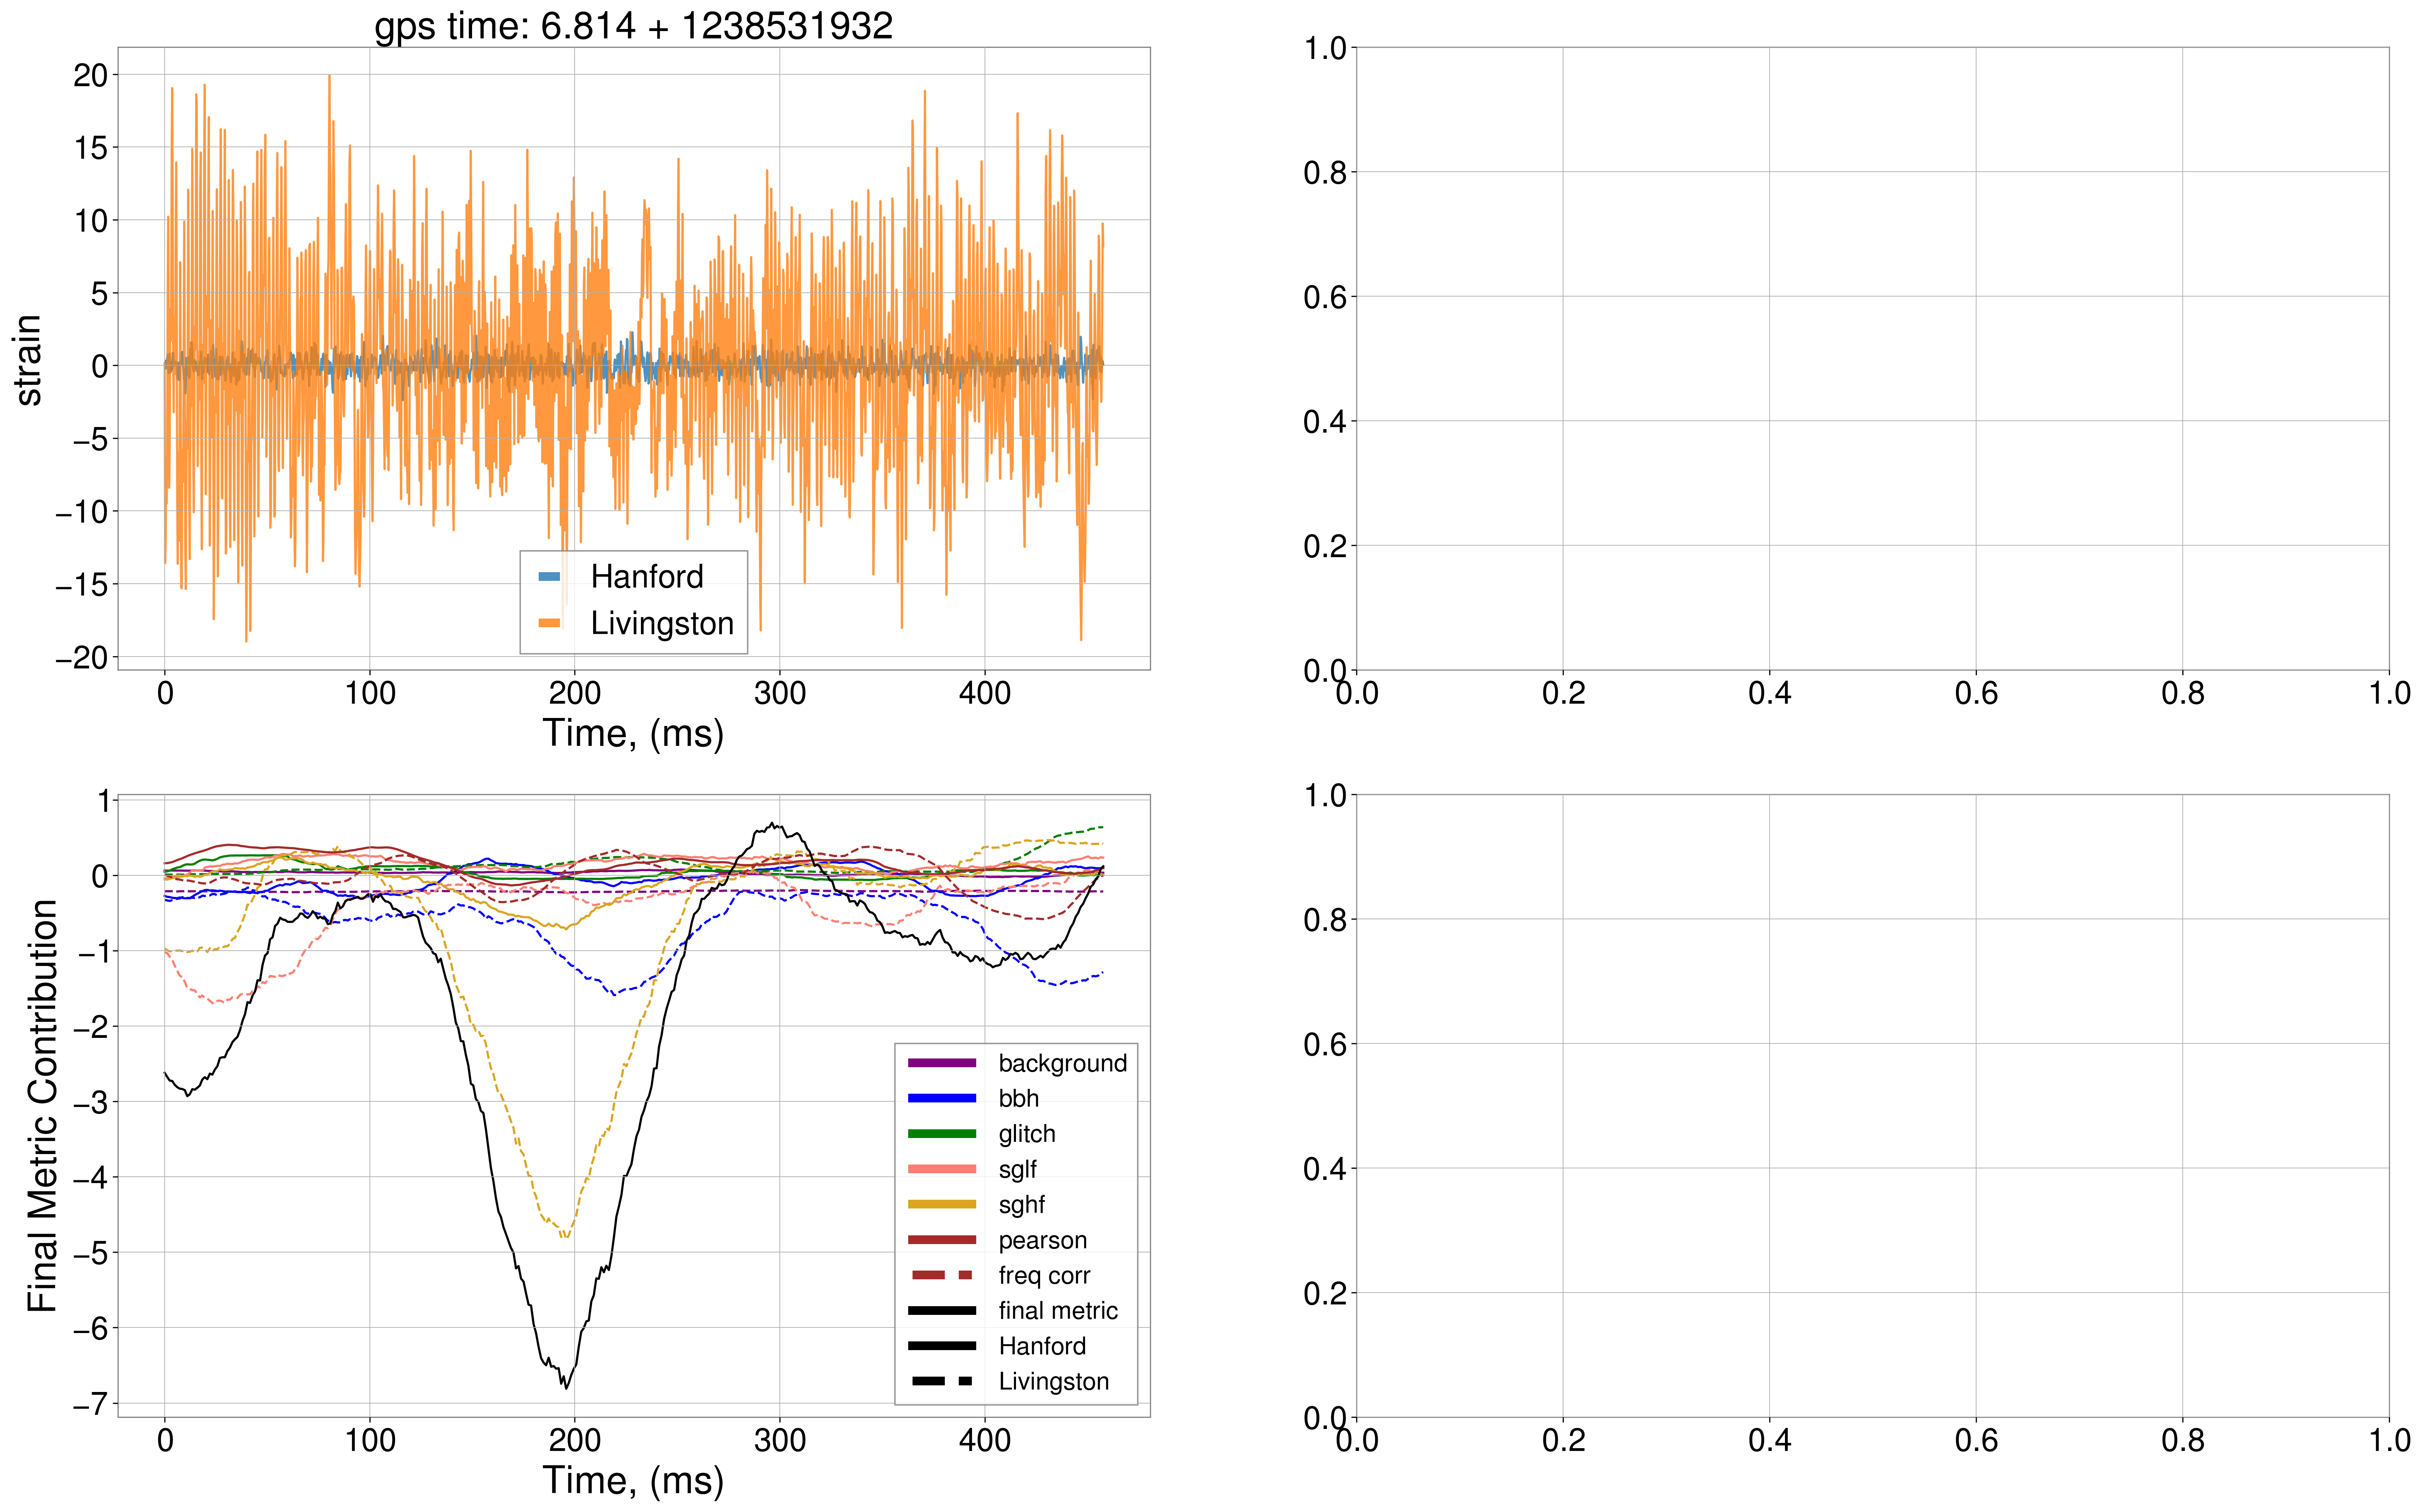 gps time: 6.814 + 1238531932
20
15
10
5
0
−5
−10
−15
−20
strain
Hanford
Livingston
0 100 200 300 400
Time, (ms)
1.0
0.8
0.6
0.4
0.2
0.0
0.0 0.2 0.4 0.6 0.8 1.0
1
0
−1
−2
−3
−4
−5
−6
−7
Final Metric Contribution
background
bbh
glitch
sglf
sghf
pearson
freq corr
final metric
Hanford
Livingston
0 100 200 300 400
Time, (ms)
1.0
0.8
0.6
0.4
0.2
0.0
0.0 0.2 0.4 0.6 0.8 1.0